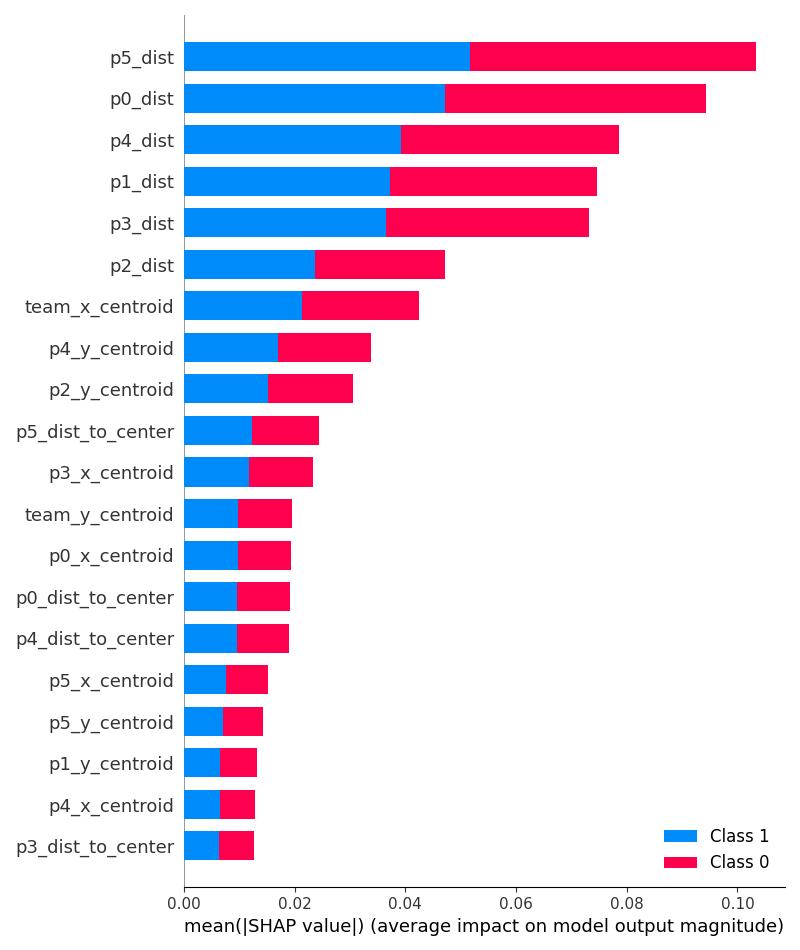 p5_dist
p0_dist
p4_dist
p1_dist
p3_dist
p2_dist
team_x_centroid
p4_y_centroid
p2_y_centroid
p5_dist_to_center
p3_x_centroid
team_y_centroid
p0_x_centroid
p0_dist_to_center
p4_dist_to_center
p5_x_centroid
p5_y_centroid
p1_y_centroid
p4_x_centroid
p3_dist_to_center
Class 1
Class 0
0.00 0.02 0.04 0.06 0.08 0.10
mean(|SHAP value|) (average impact on model output magnitude)